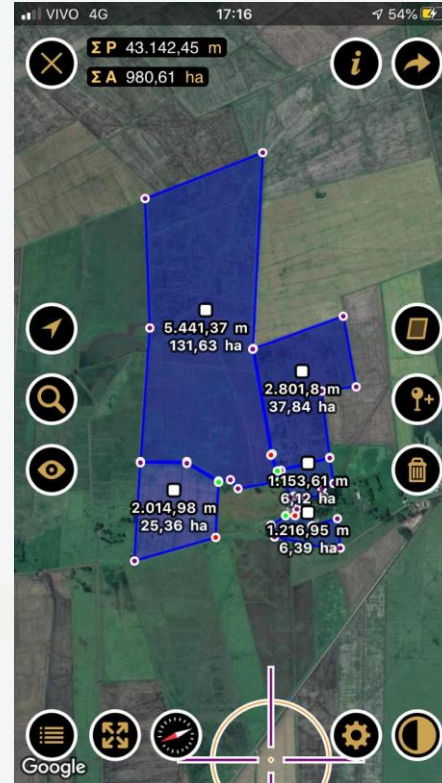 VIVO 4G 17:16 54%
Σ P 43.142,45 m
Σ A 980,61 ha
i
5.441,37 m
131,63 ha
2.801,8 m
37,84 ha
1.153,61 m
6,12 ha
2.014,98 m
25,36 ha
1.216,95 m
6,39 ha
Google